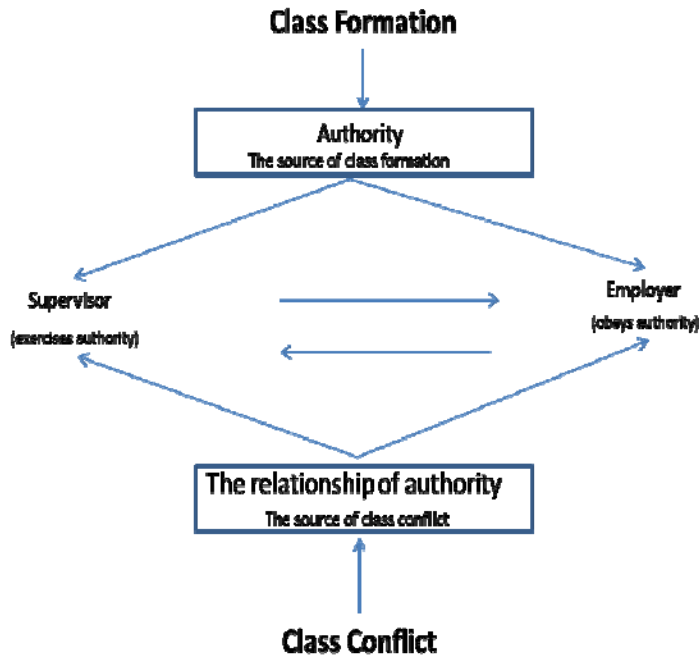 Class Formation
Authority
The source of class formation
Supervisor
(exercises authority)
Employer
(obeys authority)
The relationship of authority
The source of class conflict
Class Conflict